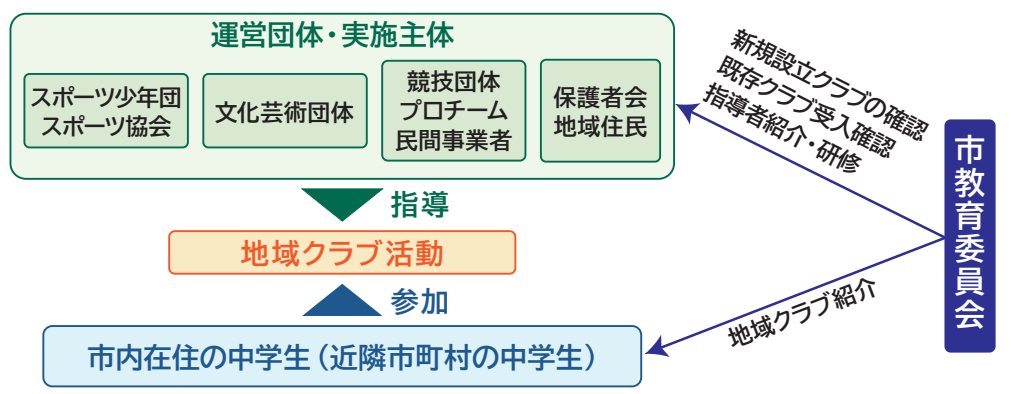 運営団体・実施主体
スポーツ少年団
スポーツ協会
文化芸術団体
競技団体
プロチーム
民間事業者
保護者会
地域住民
新規設立クラブの確認
既存クラブ受入確認
指導者紹介・研修
市教育委員会
指導
地域クラブ活動
参加
地域クラブ紹介
市内在住の中学生（近隣市町村の中学生）